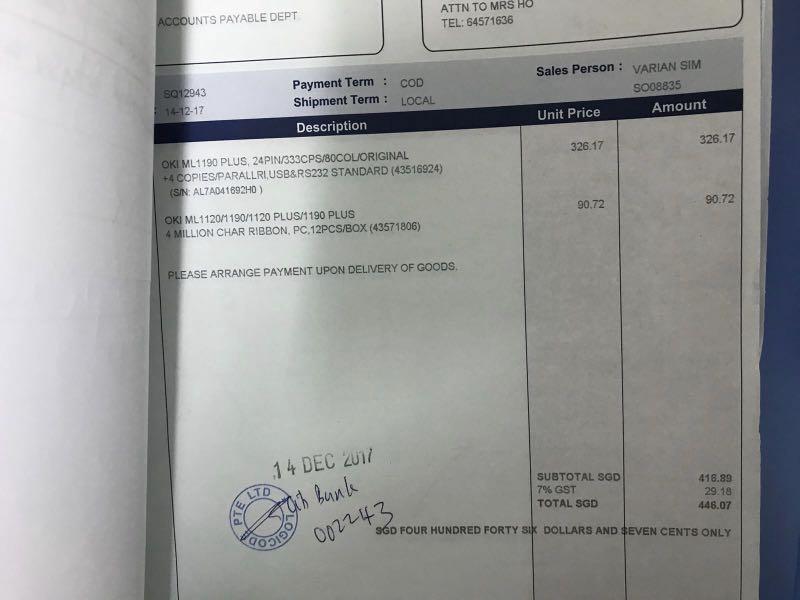 ACCOUNTS PAYABLE DEPT
ATTN TO MRS HO
TEL: 64571636
SQ12943
: 14-12-17
Payment Term : COD
Shipment Term : LOCAL
Sales Person : VARIAN SIM
SO08835
Description Unit Price Amount
OKI ML1190 PLUS, 24PIN/333CPS/80COL/ORIGINAL 326.17 326.17
+4 COPIES/PARALLRI,USB&RS232 STANDARD (43516924)
(S/N: AL7A041692H0 )
OKI ML1120/1190/1120 PLUS/1190 PLUS 90.72 90.72
4 MILLION CHAR RIBBON, PC,12PCS/BOX (43571806)
PLEASE ARRANGE PAYMENT UPON DELIVERY OF GOODS.
14 DEC 2017
LOGICODE PTE LTD
Bank
002243
SUBTOTAL SGD 416.89
7% GST 29.18
TOTAL SGD 446.07
SGD FOUR HUNDRED FORTY SIX DOLLARS AND SEVEN CENTS ONLY